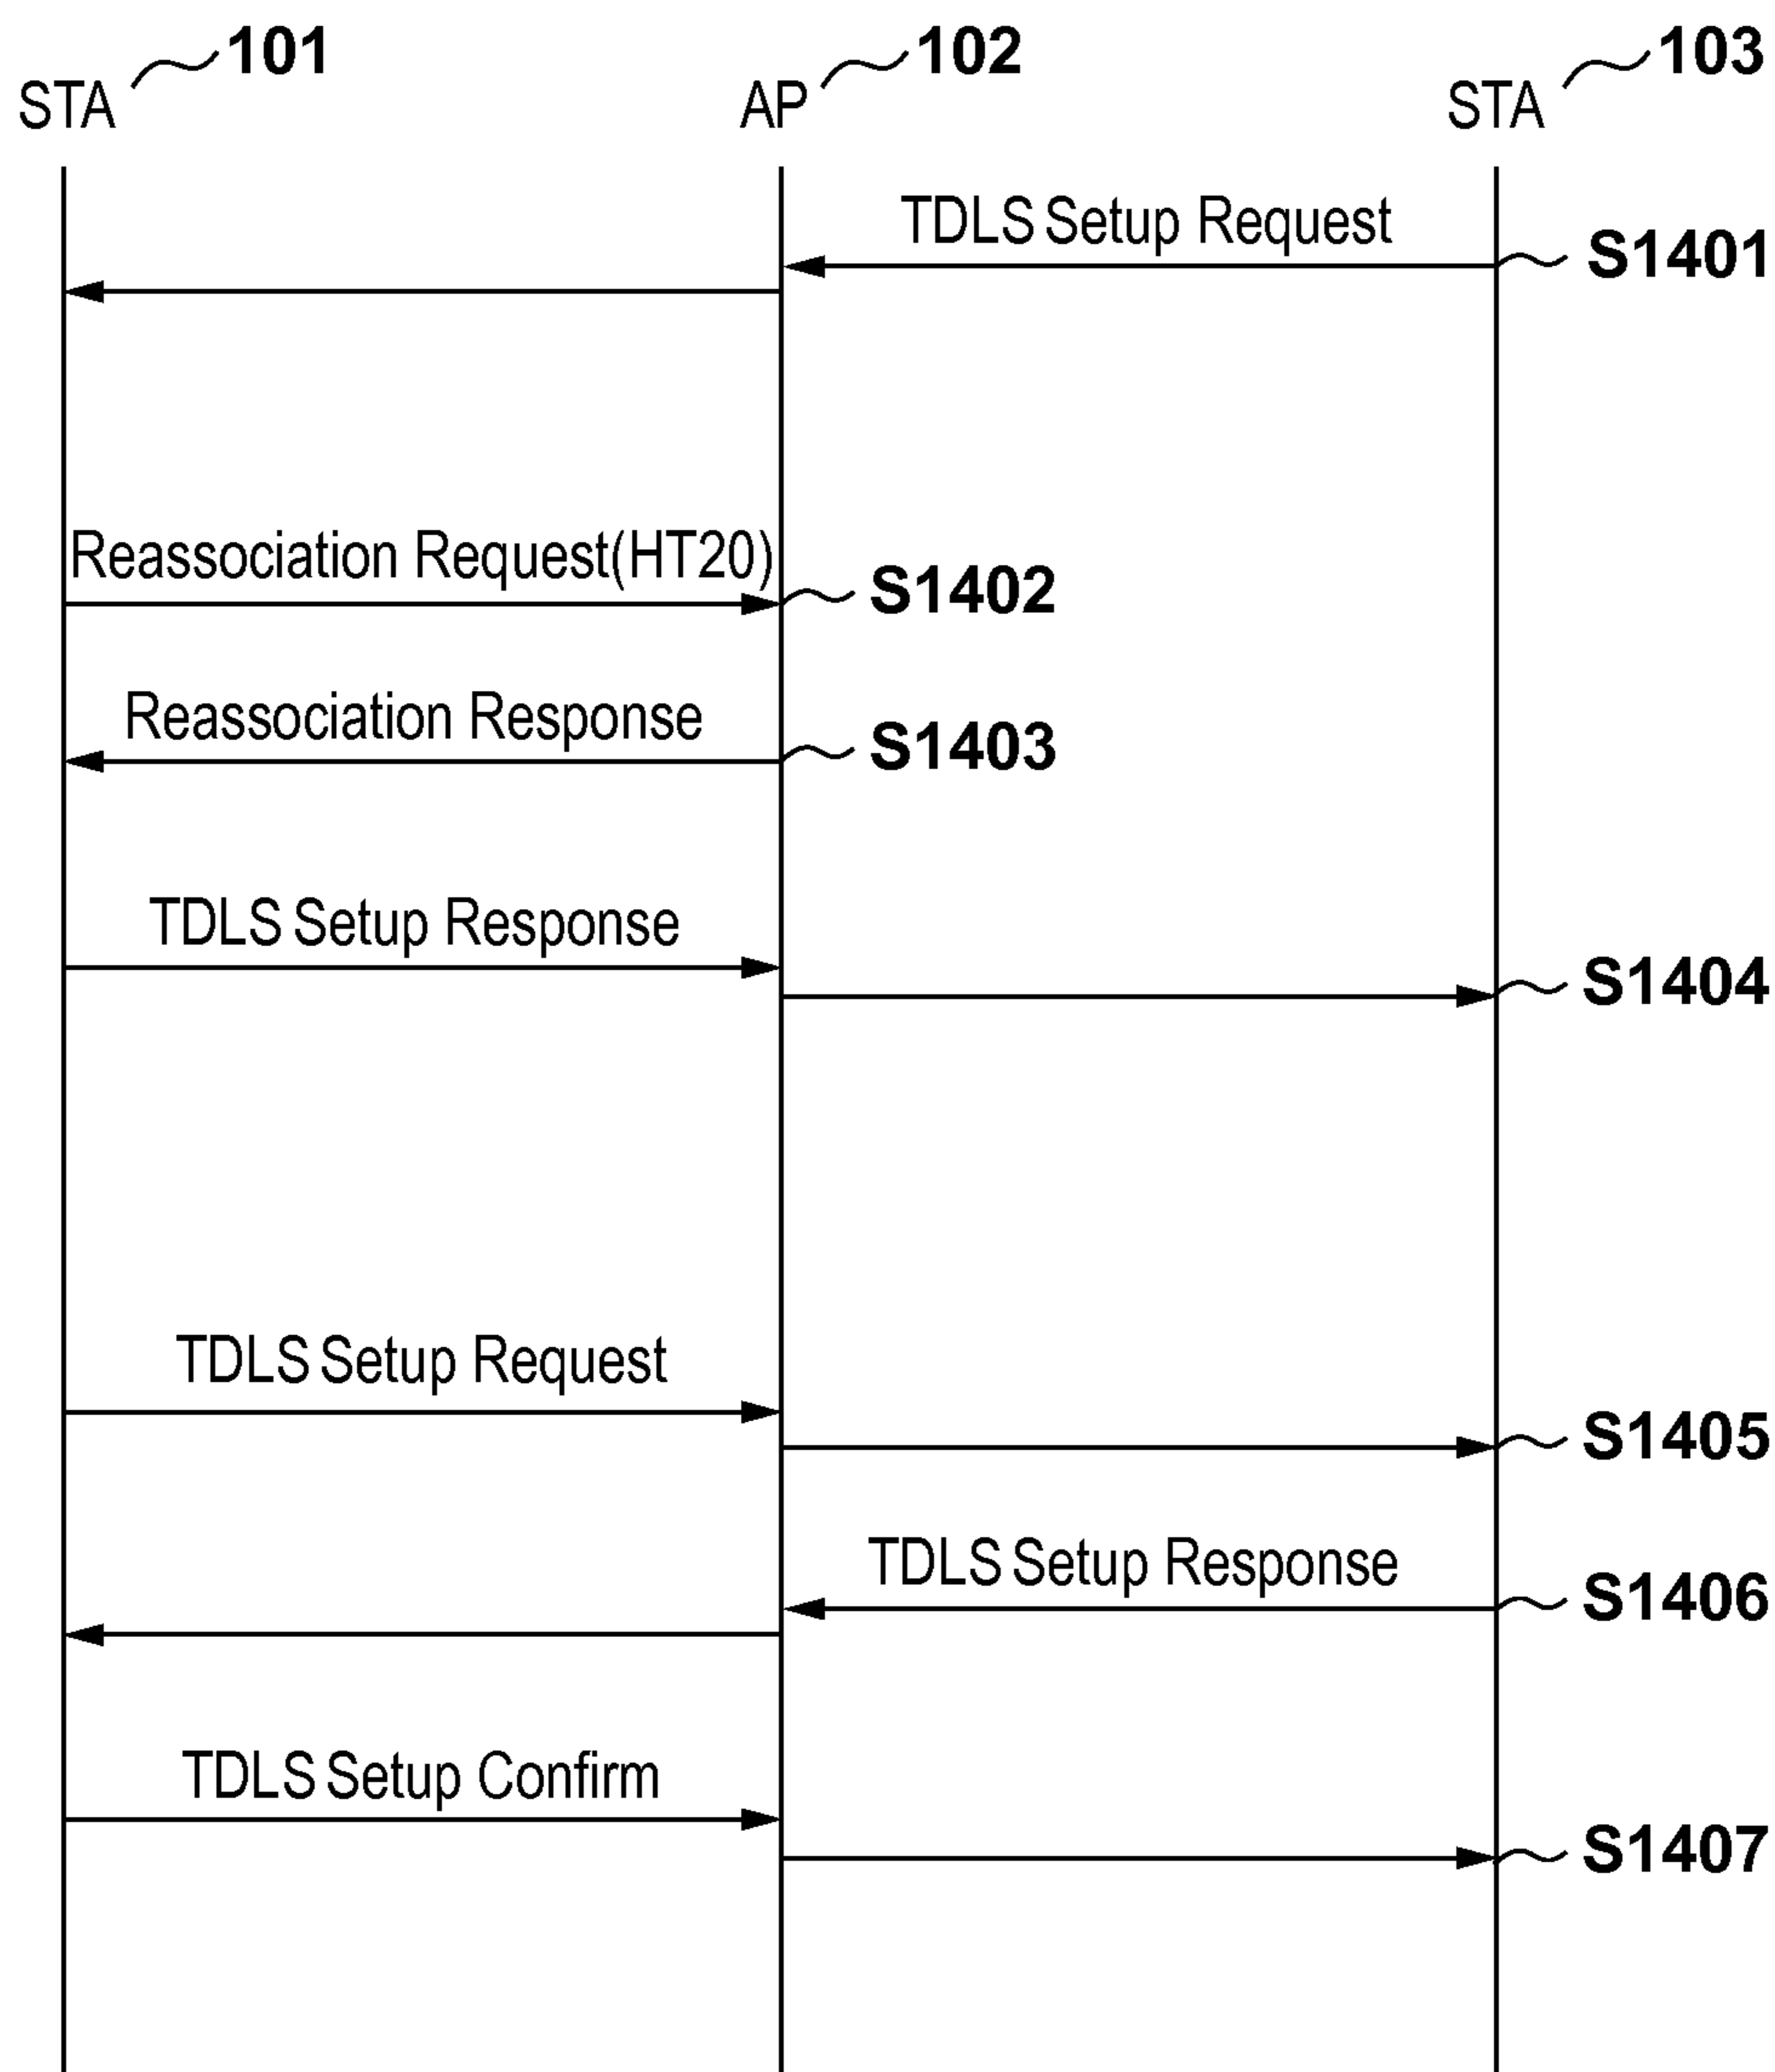 101
102
103
STA
AP
STA
TDLS Setup Request
S1401
Reassociation Request(HT20)
S1402
Reassociation Response
S1403
TDLS Setup Response
S1404
TDLS Setup Request
S1405
TDLS Setup Response
S1406
TDLS Setup Confirm
S1407